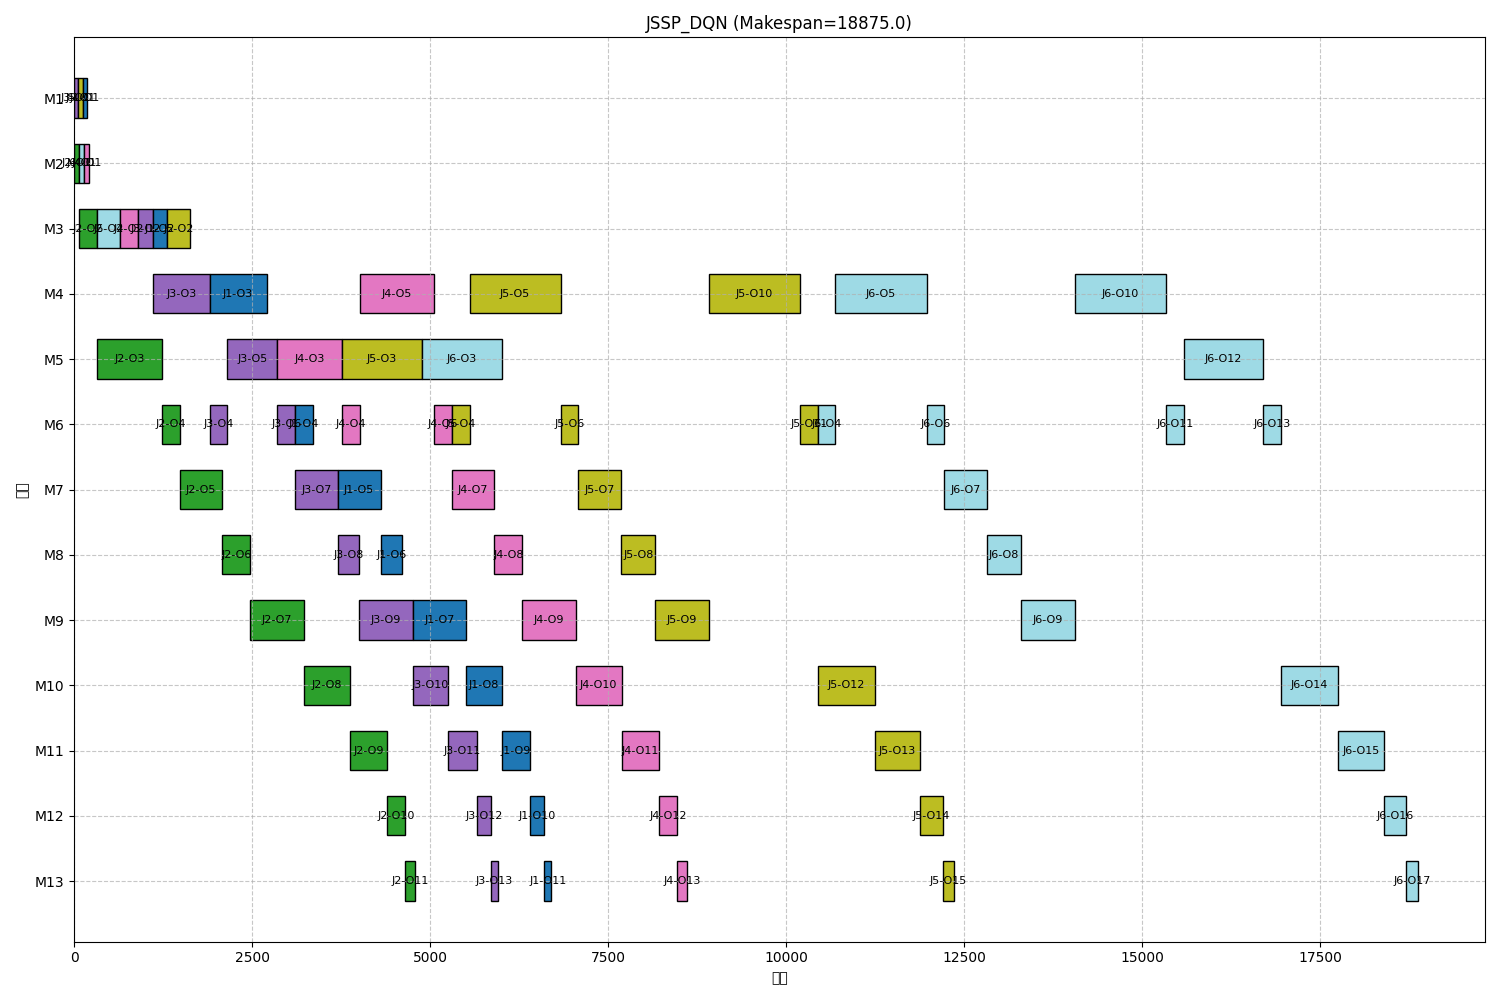 JSSP_DQN (Makespan=18875.0)
M1
M2
M3 J5-O2
M4 J3-O3 J1-O3 J4-O5 J5-O5 J5-O10 J6-O5 J6-O10
M5 J2-O3 J3-O5 J4-O3 J5-O3 J6-O3 J6-O12
M6 J2-O4 J3-O4 J4-O4 J5-O6 J6-O6 J6-O11 J6-O13
M7 J2-O5 J3-O7 J1-O5 J4-O7 J5-O7 J6-O7
M8 J2-O6 J3-O8 J1-O6 J4-O8 J5-O8 J6-O8
M9 J2-O7 J3-O9 J1-O7 J4-O9 J5-O9 J6-O9
M10 J2-O8 J3-O10 J1-O8 J4-O10 J5-O12 J6-O14
M11 J2-O9 J3-O11 J1-O9 J4-O11 J5-O13 J6-O15
M12 J2-O10 J3-O12 J1-O10 J4-O12 J5-O14 J6-O16
M13 J2-O11 J3-O13 J1-O11 J4-O13 J5-O15 J6-O17
0 2500 5000 7500 10000 12500 15000 17500